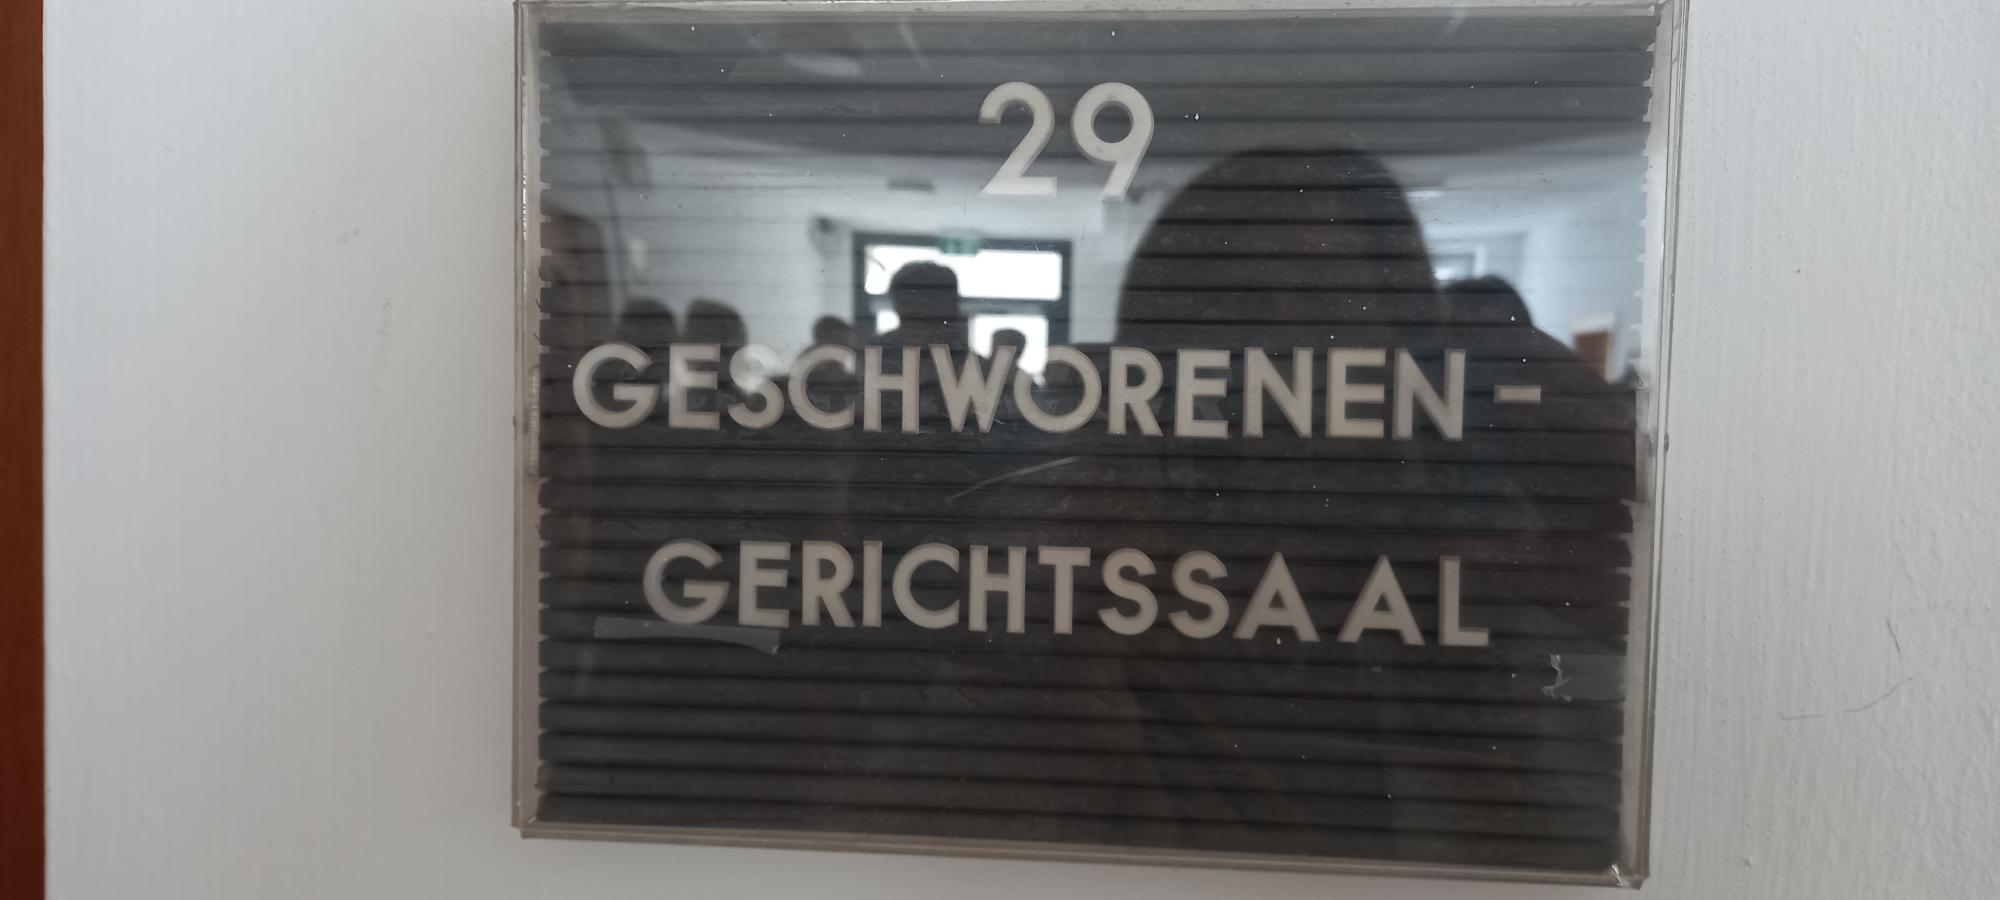 29
GESCHWORENEN-
GERICHTSSAAL